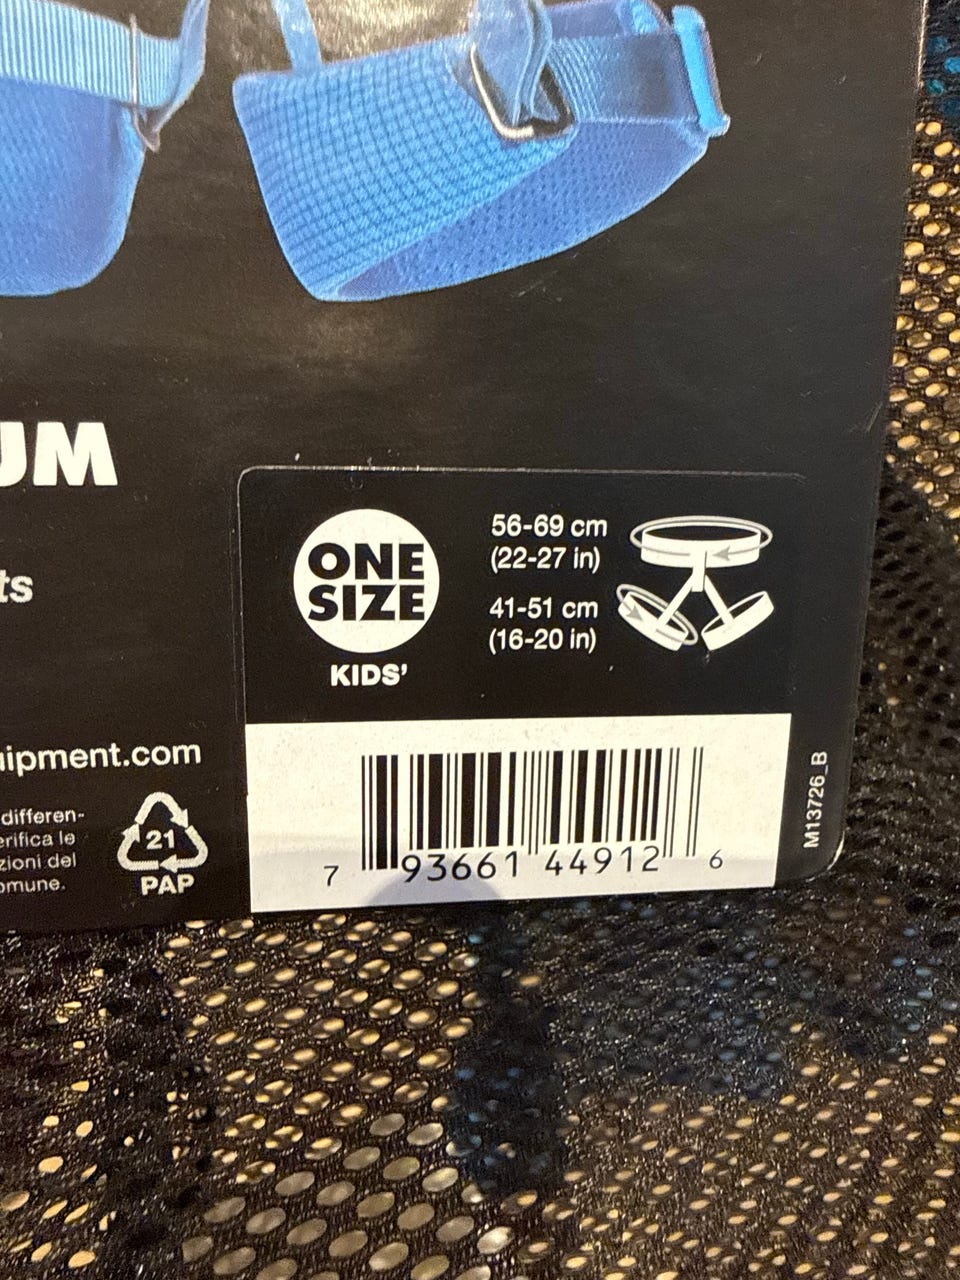 UM
ts
ONE
SIZE
KIDS'
56-69 cm
(22-27 in)
41-51 cm
(16-20 in)
uipment.com
differen-
erifica le
zioni del
omune.
21
PAP
7 93661 44912 6
M13726_B